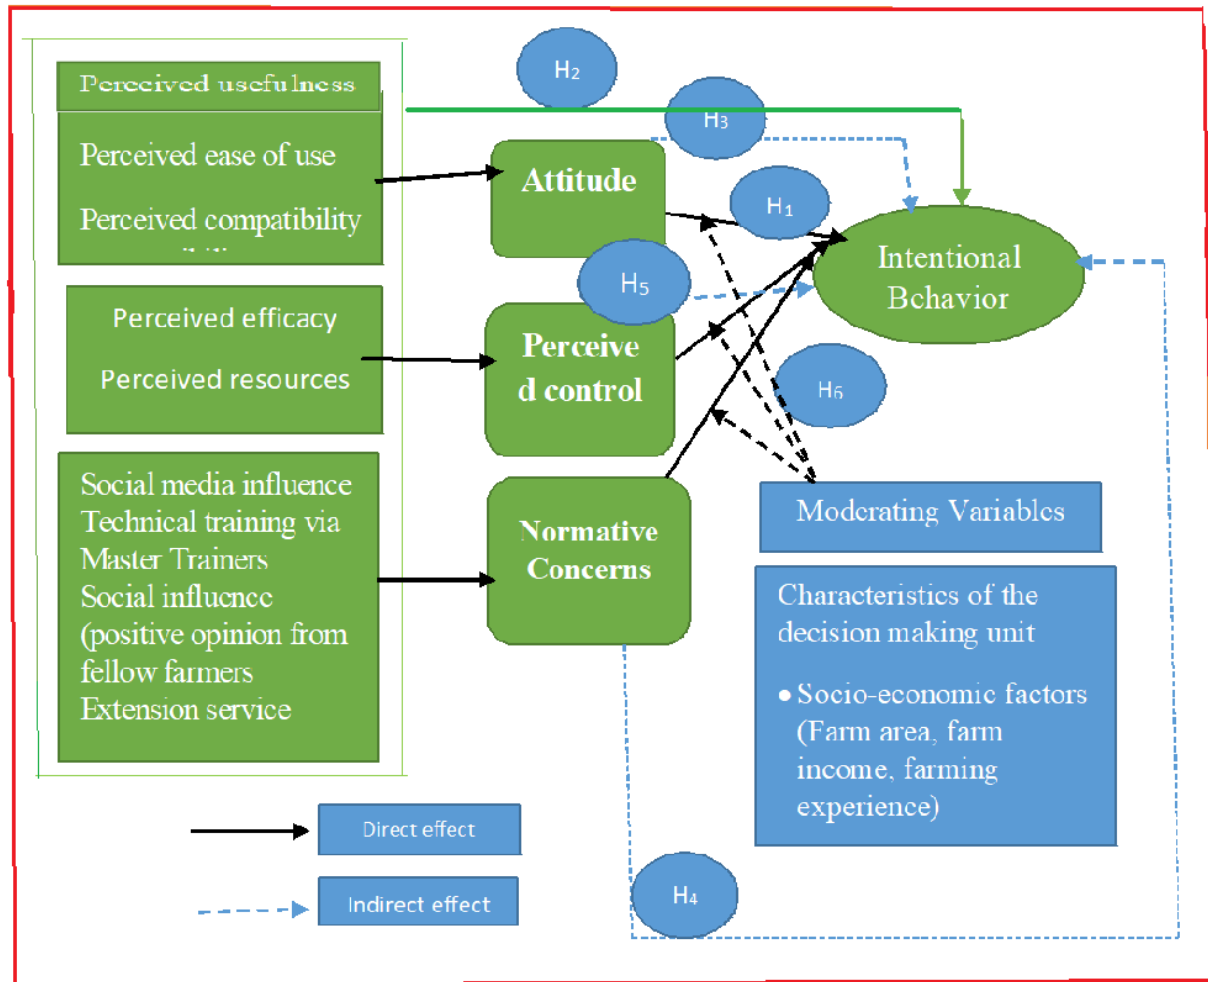 Perceived usefulness
Perceived ease of use
Perceived compatibility
Perceived efficacy
Perceived resources
Social media influence
Technical training via
Master Trainers
Social influence
(positive opinion from
fellow farmers
Extension service
Attitude
Perceive
d control
Normative
Concerns
H2
H3
H1
H5
H6
H4
Intentional
Behavior
Moderating Variables
Characteristics of the
decision making unit
● Socio-economic factors
(Farm area, farm
income, farming
experience)
Direct effect
Indirect effect